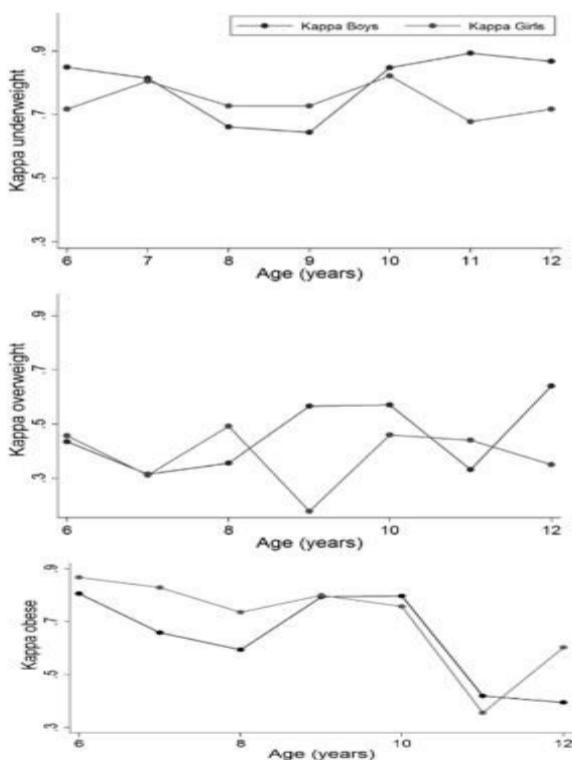 Kappa Boys Kappa Girls
Kappa underweight
.9
.7
.5
.3
6 7 8 9 10 11 12
Age (years)
Kappa overweight
.9
.7
.5
.3
6 8 10 12
Age (years)
Kappa obese
.9
.7
.5
.3
6 8 10 12
Age (years)